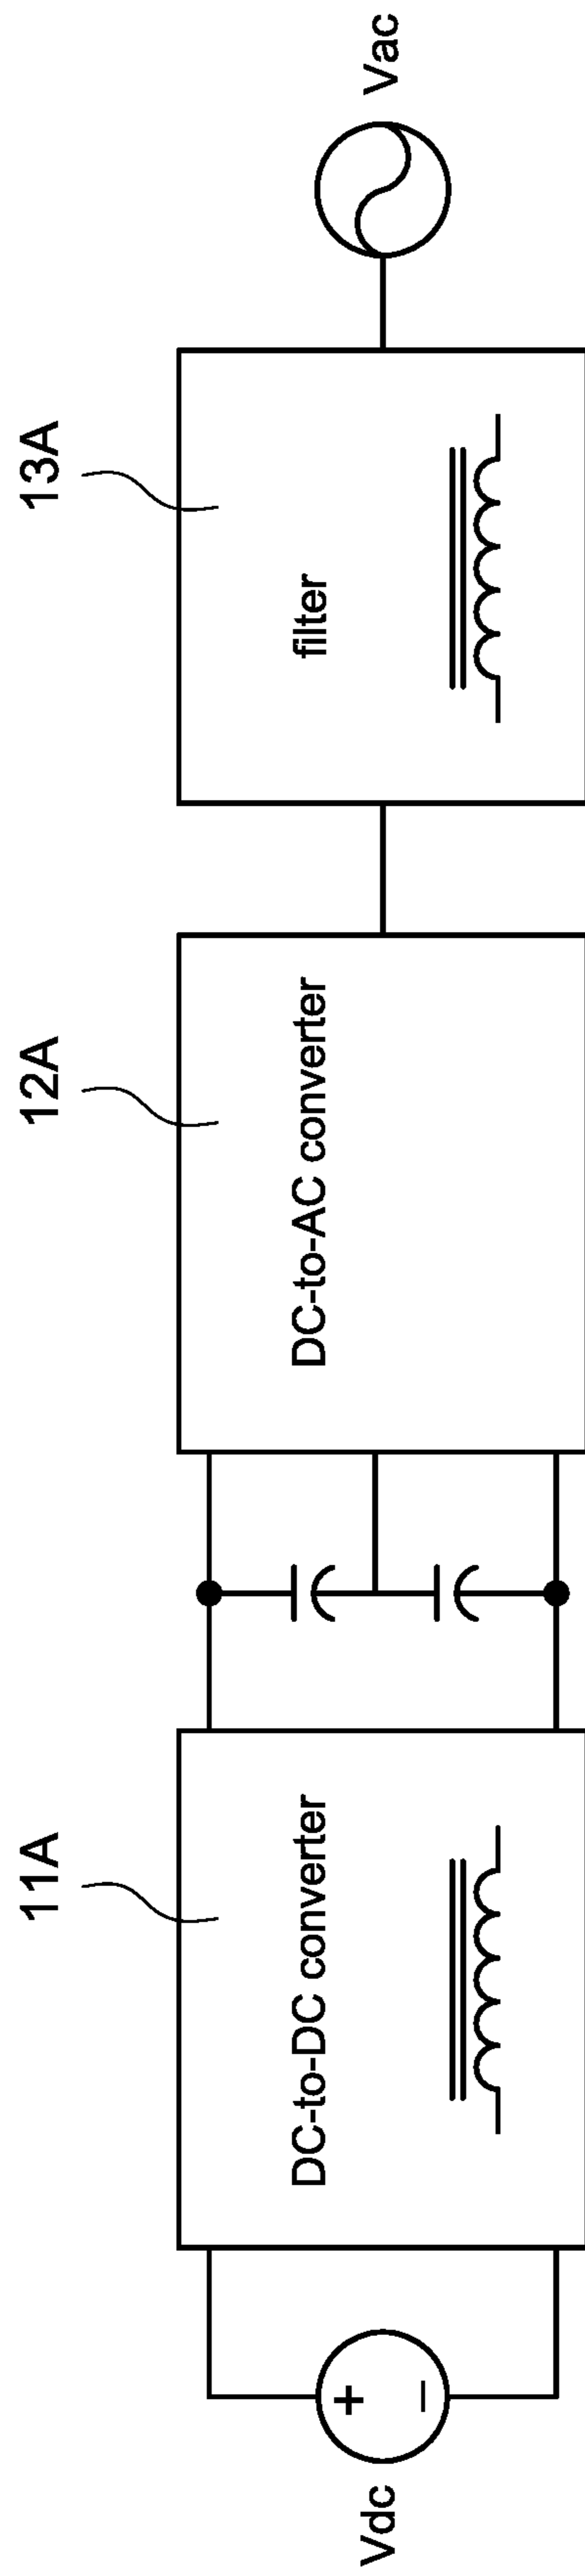 11A
12A
13A
Vdc
+
−
DC-to-DC converter
DC-to-AC converter
filter
Vac